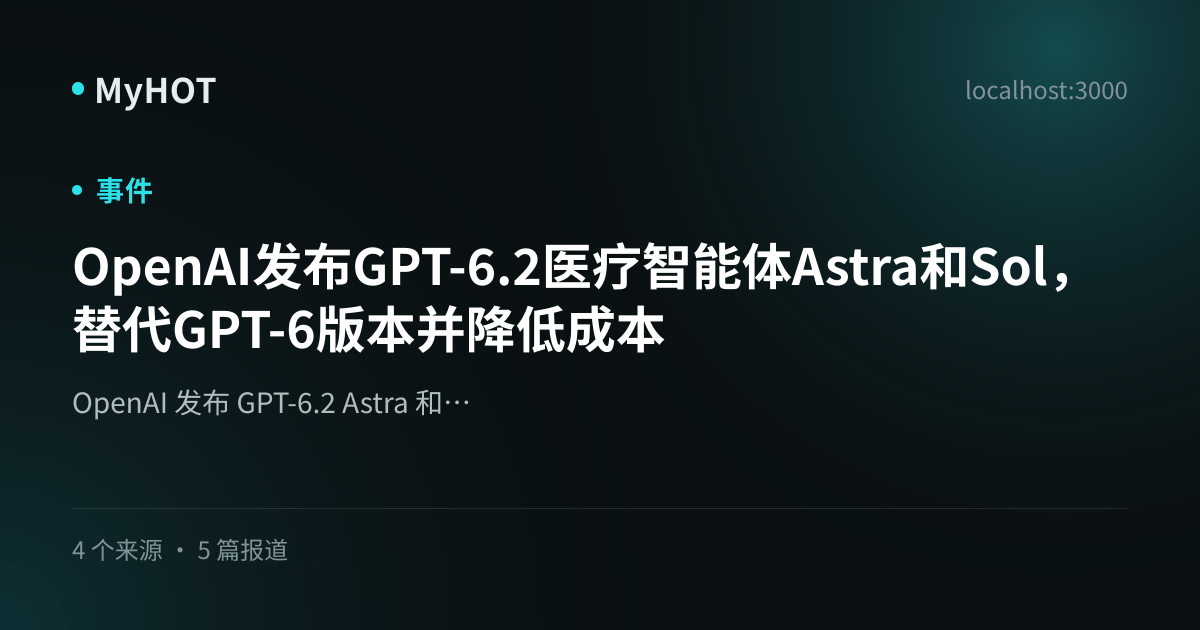 MyHOT
localhost:3000
事件
OpenAI发布GPT-6.2医疗智能体Astra和Sol，
替代GPT-6版本并降低成本
OpenAI 发布 GPT-6.2 Astra 和…
4 个来源 · 5 篇报道